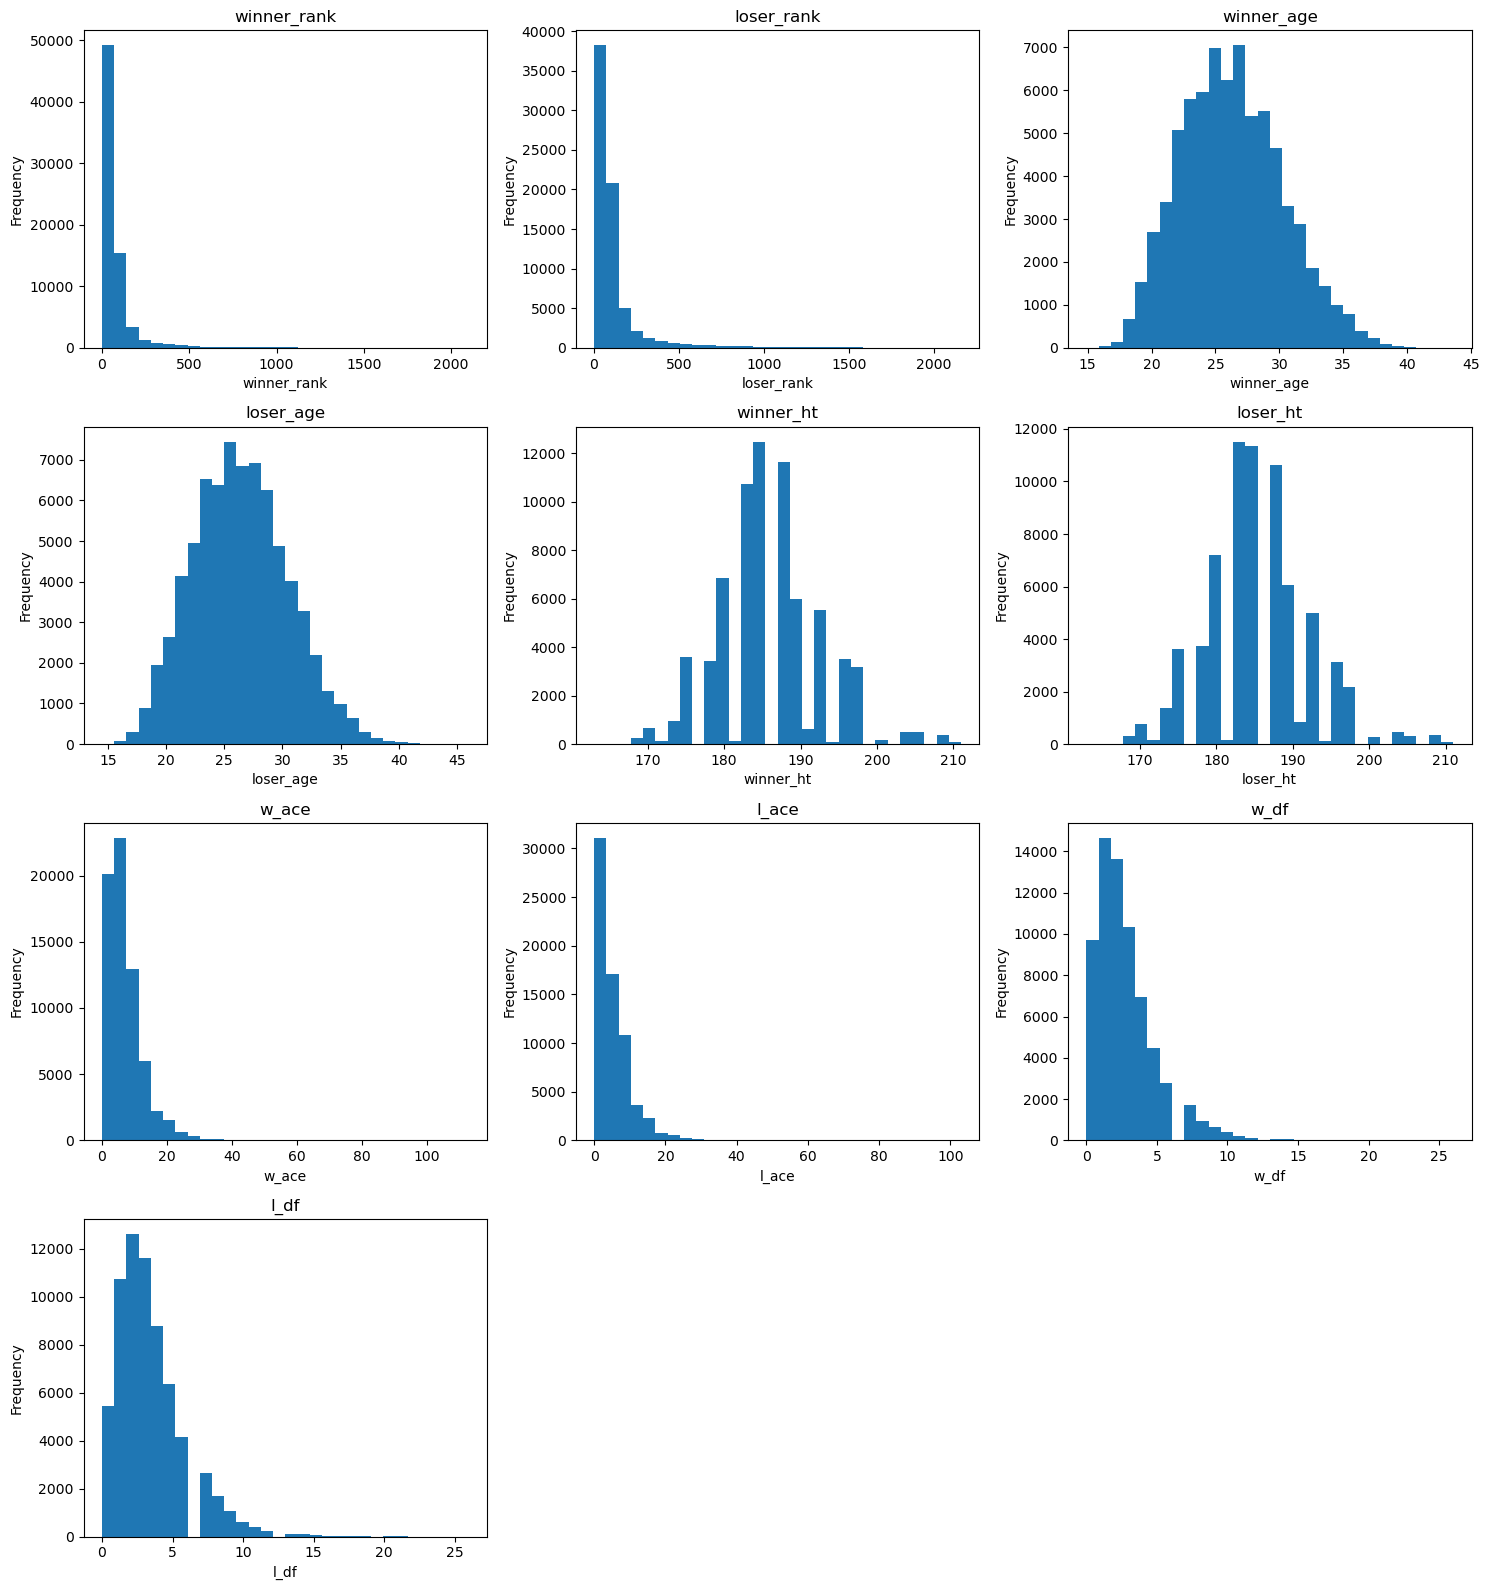 winner_rank
50000
40000
30000
20000
10000
0
Frequency
0 500 1000 1500 2000
winner_rank
loser_rank
40000
35000
30000
25000
20000
15000
10000
5000
0
Frequency
0 500 1000 1500 2000
loser_rank
winner_age
7000
6000
5000
4000
3000
2000
1000
0
Frequency
15 20 25 30 35 40 45
winner_age
loser_age
7000
6000
5000
4000
3000
2000
1000
0
Frequency
15 20 25 30 35 40 45
loser_age
winner_ht
12000
10000
8000
6000
4000
2000
0
Frequency
170 180 190 200 210
winner_ht
loser_ht
12000
10000
8000
6000
4000
2000
0
Frequency
170 180 190 200 210
loser_ht
w_ace
20000
15000
10000
5000
0
Frequency
0 20 40 60 80 100
w_ace
l_ace
30000
25000
20000
15000
10000
5000
0
Frequency
0 20 40 60 80 100
l_ace
w_df
14000
12000
10000
8000
6000
4000
2000
0
Frequency
0 5 10 15 20 25
w_df
l_df
12000
10000
8000
6000
4000
2000
0
Frequency
0 5 10 15 20 25
l_df